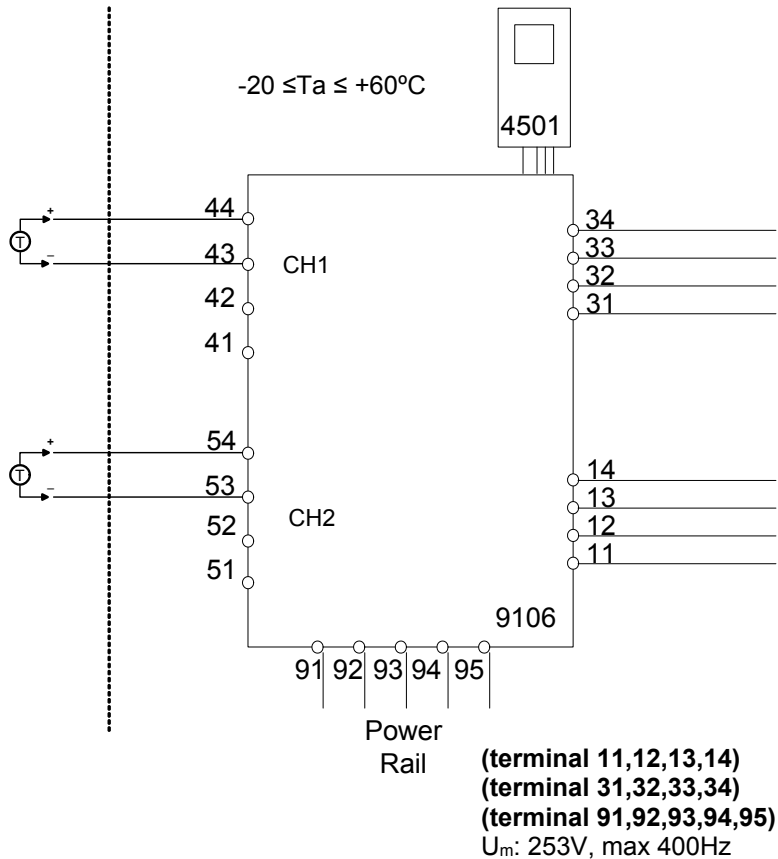 -20 ≤Ta ≤ +60ºC
4501
44
+
T
43
–
CH1
42
41
34
33
32
31
54
+
T
53
–
CH2
52
51
14
13
12
11
9106
91 92 93 94 95
Power
Rail
(terminal 11,12,13,14)
(terminal 31,32,33,34)
(terminal 91,92,93,94,95)
Um: 253V, max 400Hz